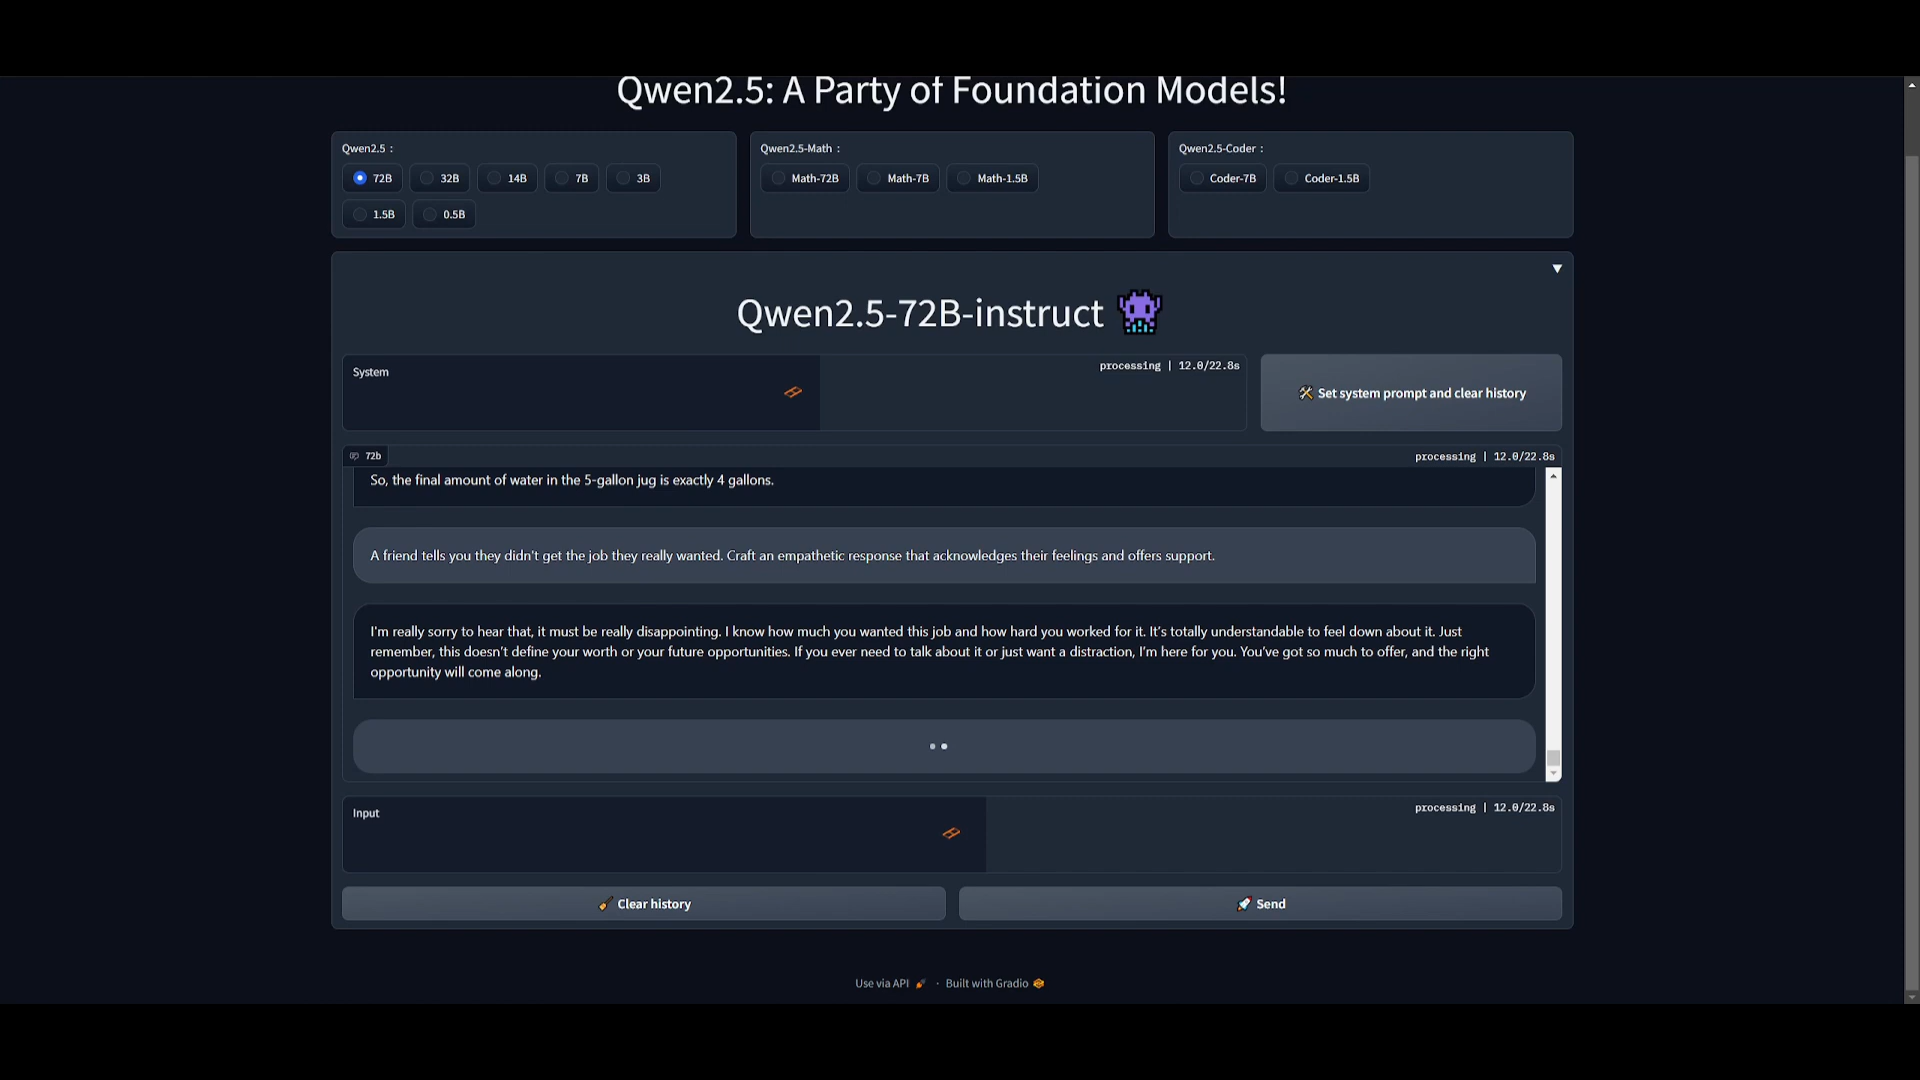 Qwen2.5: A Party of Foundation Models!
Qwen2.5 :
72B
32B
14B
7B
3B
1.5B
0.5B
Qwen2.5-Math :
Math-72B
Math-7B
Math-1.5B
Qwen2.5-Coder :
Coder-7B
Coder-1.5B
Qwen2.5-72B-instruct
System
processing | 12.0/22.8s
Set system prompt and clear history
72b
processing | 12.0/22.8s
So, the final amount of water in the 5-gallon jug is exactly 4 gallons.
A friend tells you they didn't get the job they really wanted. Craft an empathetic response that acknowledges their feelings and offers support.
I'm really sorry to hear that, it must be really disappointing. I know how much you wanted this job and how hard you worked for it. It's totally understandable to feel down about it. Just
remember, this doesn't define your worth or your future opportunities. If you ever need to talk about it or just want a distraction, I'm here for you. You've got so much to offer, and the right
opportunity will come along.
Input
processing | 12.0/22.8s
Clear history
Send
Use via API · Built with Gradio